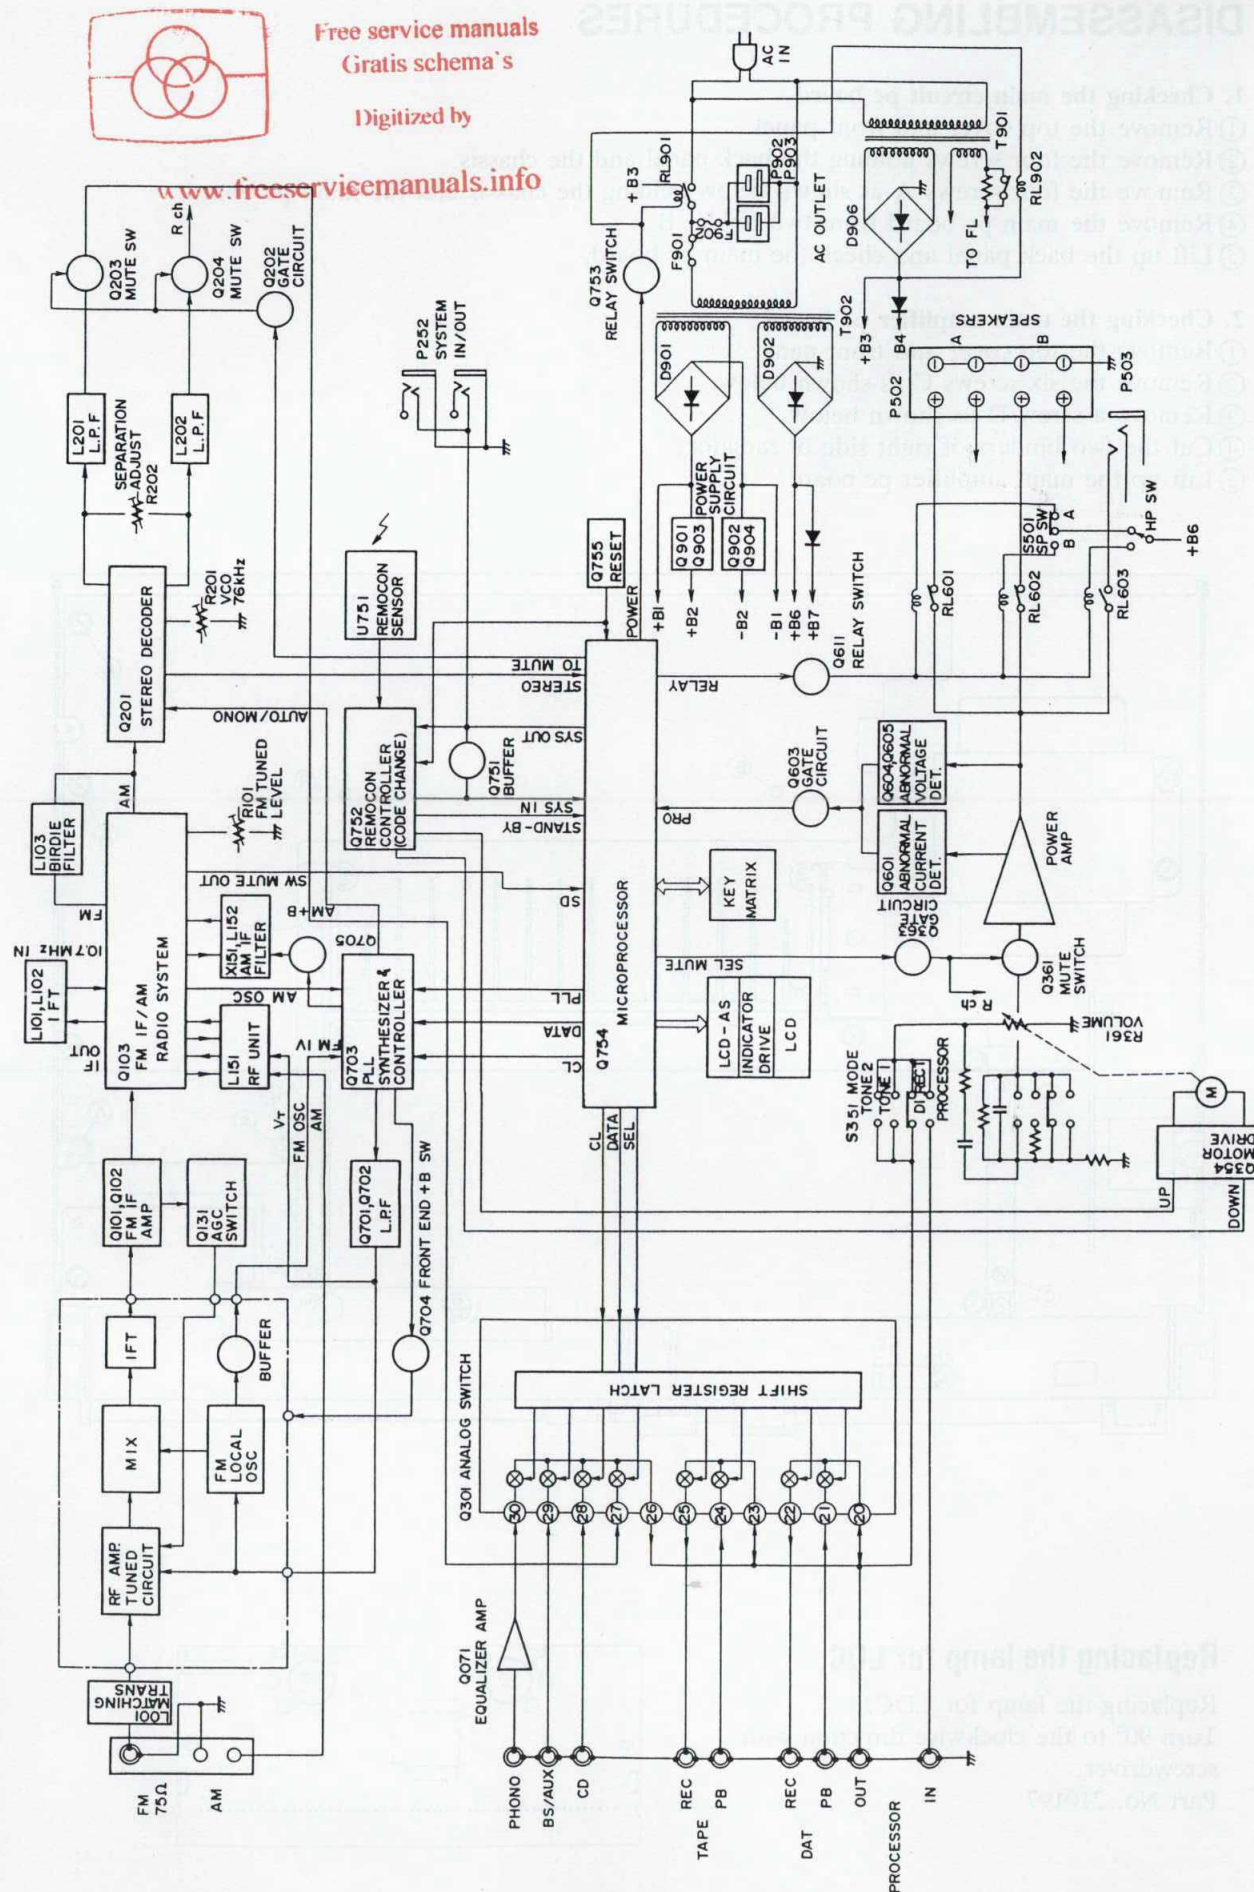 Free service manuals
Gratis schema's
Digitized by
www.freeservicemanuals.info
DISASSEMBLING PROCEDURES
FM
75Ω
AM
L001
MATCHING
TRANS
RF AMP.
TUNED
CIRCUIT
MIX
IFT
FM
LOCAL
OSC
BUFFER
Q101,Q102
FM IF
AMP
Q131
AGC
SWITCH
Q103
FM IF/AM
RADIO SYSTEM
IF
OUT
10.7MHz IN
L101,L102
IFT
FM
L103
BIRDIE
FILTER
AM
L151
RF UNIT
X151,L152
AM IF
FILTER
R101
FM TUNED
LEVEL
SW MUTE OUT
AM+B
Q705
AM OSC
FM IV
VT
FM OSC
AM
Q701,Q702
L.P.F
Q703
PLL
SYNTHESIZER &
CONTROLLER
Q704 FRONT END +B SW
Q201
STEREO DECODER
AUTO/MONO
R201
VCO
76kHz
L201
L.P.F
SEPARATION
ADJUST
R202
L202
L.P.F
Q203
MUTE SW
Q204
MUTE SW
R ch
Q202
GATE
CIRCUIT
U751
REMOCON
SENSOR
Q752
REMOCON
CONTROLLER
(CODE CHANGE)
Q751
BUFFER
P252
SYSTEM
IN/OUT
Q755
RESET
POWER
TO MUTE
STEREO
SYS OUT
SYS IN
STAND-BY
SD
PLL
DATA
CL
Q754
MICROPROCESSOR
CL
DATA
SEL
RELAY
PRO
SEL MUTE
KEY
MATRIX
LCD-AS
INDICATOR
DRIVE
LCD
Q753
RELAY SWITCH
+B3
RL901
F901
F902
P902
P903
AC OUTLET
AC
IN
T901
RL902
D906
TO FL
+B3
B4
T902
D901
D902
POWER
SUPPLY
CIRCUIT
Q901
Q903
Q902
Q904
+B1
+B2
-B2
-B1
+B6
+B7
Q611
RELAY SWITCH
SPEAKERS
A
B
P502
P503
S501
SP SW
A
B
HP SW
+B6
RL601
RL602
RL603
Q603
GATE
CIRCUIT
Q604,Q605
ABNORMAL
VOLTAGE
DET.
Q601
ABNORMAL
CURRENT
DET.
POWER
AMP
Q363
GATE
CIRCUIT
Q361
MUTE
SWITCH
R ch
R361
VOLUME
S351 MODE
TONE 2
TONE 1
DIRECT
PROCESSOR
M
Q354
MOTOR
DRIVE
UP
DOWN
Q301 ANALOG SWITCH
SHIFT REGISTER LATCH
30
29
28
27
26
25
24
23
22
21
20
Q071
EQUALIZER AMP
PHONO
BS/AUX
CD
REC
PB
TAPE
REC
PB
DAT
OUT
IN
PROCESSOR
Replacing the lamp for LCD